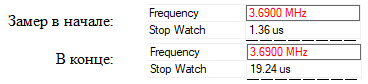 Замер в начале:
Frequency 3.6900 MHz
Stop Watch 1.36 us
В конце:
Frequency 3.6900 MHz
Stop Watch 19.24 us